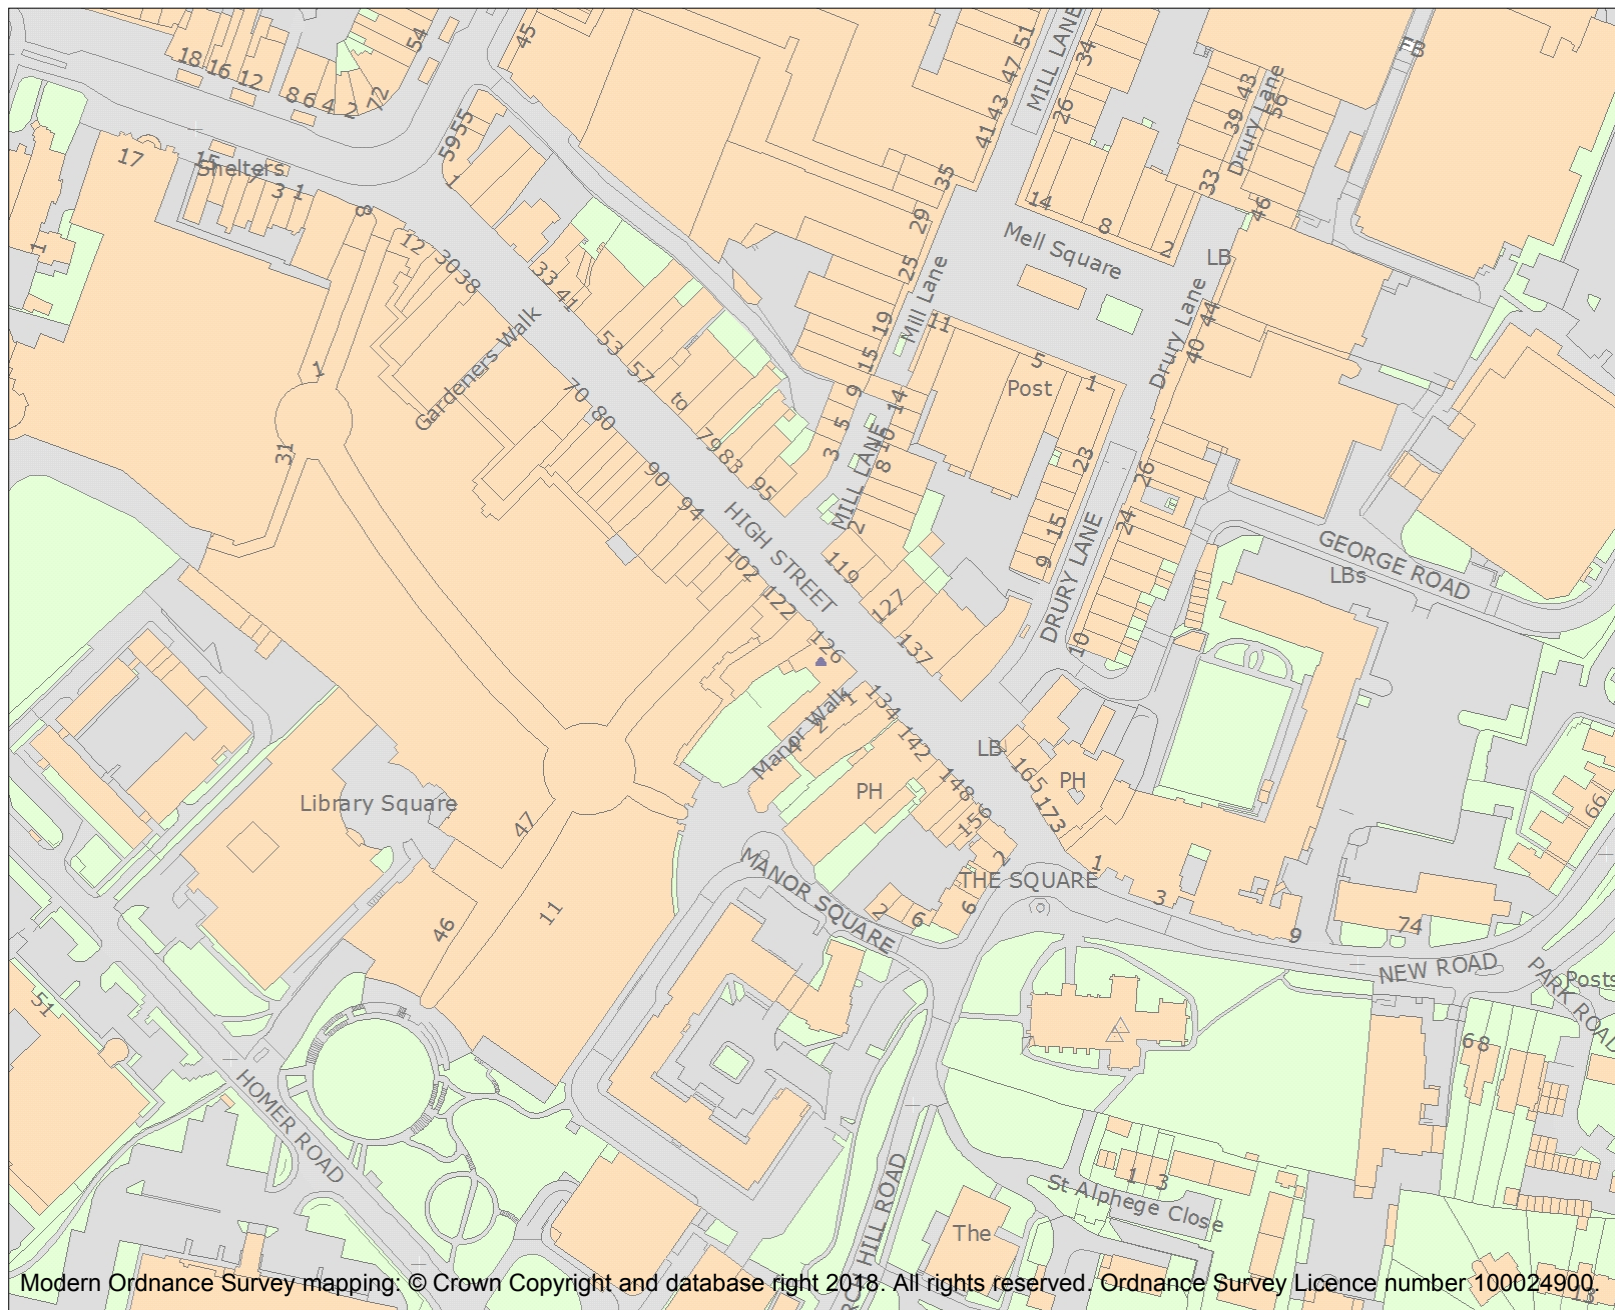 45
54
51
MILL LANE
34
FB
18 16 12
47
43
Drury Lane
8 6 4 2 72
26
56
43
39
41
59 55
17
15
Shelters
7 3 1
1
35
33
14
8
2
46
8
29
Mell Square
LB
1
12
30 38
33 41
25
Mill Lane
Drury Lane
44
Gardeners Walk
19
11
40
53
15
5
1
57
Post
1
70 80
to
9
14
31
79 83
5
10
3
8
23
90
95
MILL LANE
26
94
HIGH STREET
2
15
24
102
119
9
DRURY LANE
GEORGE ROAD
LBs
122
127
126
137
10
134
1
Manor Walk
2
4
142
LB
165
PH
148
PH
Library Square
173
156
47
66
MANOR SQUARE
2
THE SQUARE
1
3
11
46
2
6
6
74
9
NEW ROAD
PARK ROAD
Posts
51
68
HOMER ROAD
1 3
St Alphege Close
HILL ROAD
The
13
Modern Ordnance Survey mapping: © Crown Copyright and database right 2018. All rights reserved. Ordnance Survey Licence number 100024900.